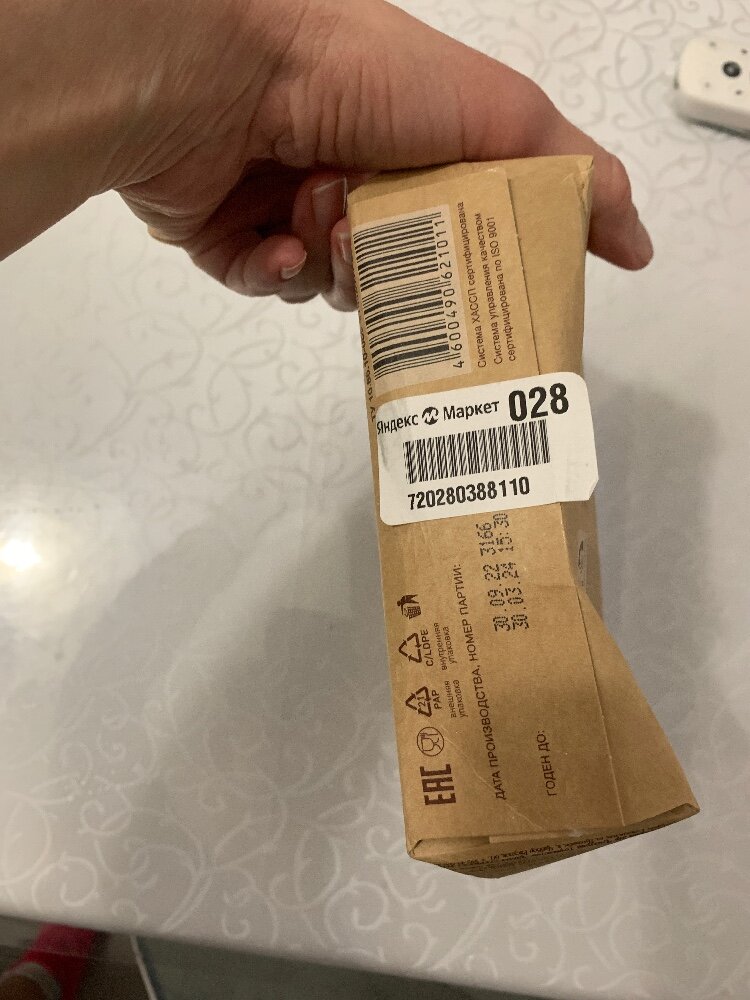 4 600490 621011
Система ХАССП сертифицирована
Система управления качеством
сертифицирована по ISO 9001
Яндекс Маркет 028
720280388110
EAC
21
PAP
внешняя
упаковка
C/LDPE
внутренняя
упаковка
ДАТА ПРОИЗВОДСТВА, НОМЕР ПАРТИИ:
30.09.22 3166
ГОДЕН ДО:
30.03.24 15:30